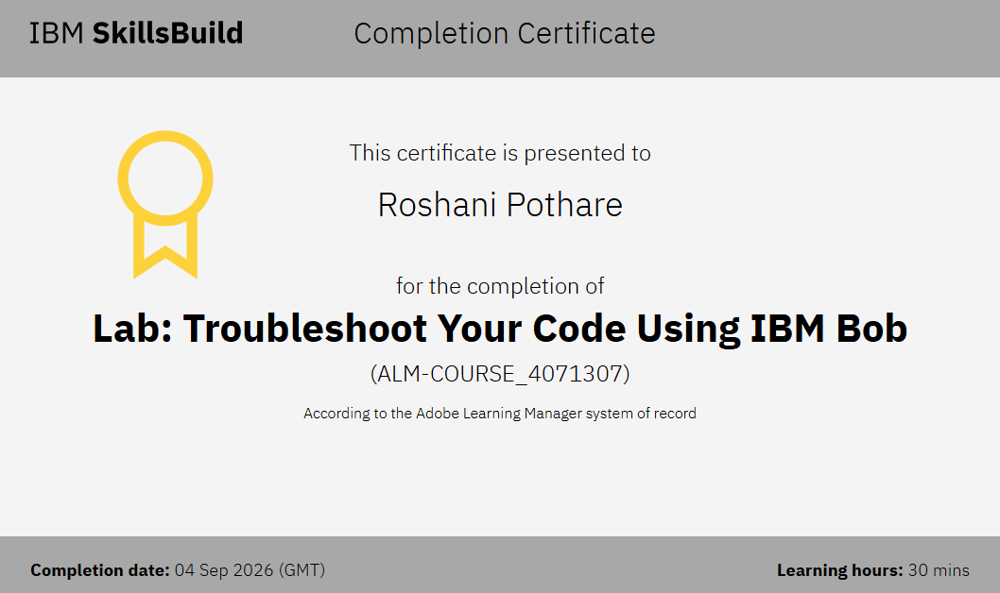 IBM SkillsBuild
Completion Certificate
This certificate is presented to
Roshani Pothare
for the completion of
Lab: Troubleshoot Your Code Using IBM Bob
(ALM-COURSE_4071307)
According to the Adobe Learning Manager system of record
Completion date: 04 Sep 2026 (GMT)
Learning hours: 30 mins